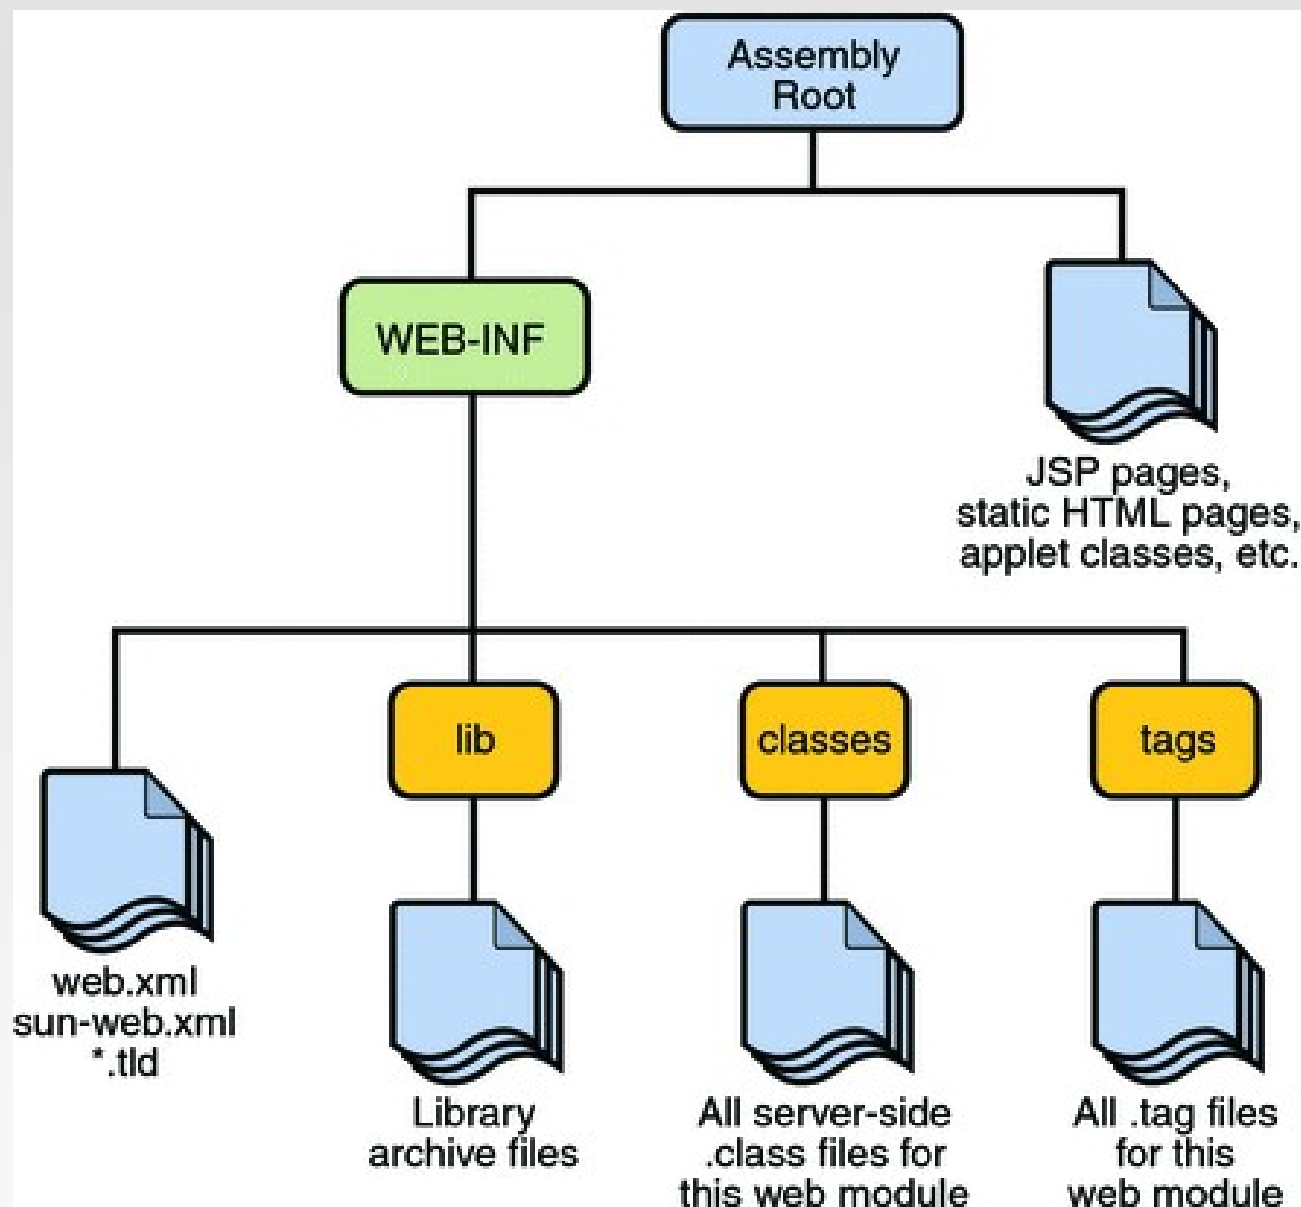 Assembly
Root
WEB-INF
JSP pages,
static HTML pages,
applet classes, etc.
lib
classes
tags
web.xml
sun-web.xml
*.tld
Library
archive files
All server-side
.class files for
this web module
All .tag files
for this
web module